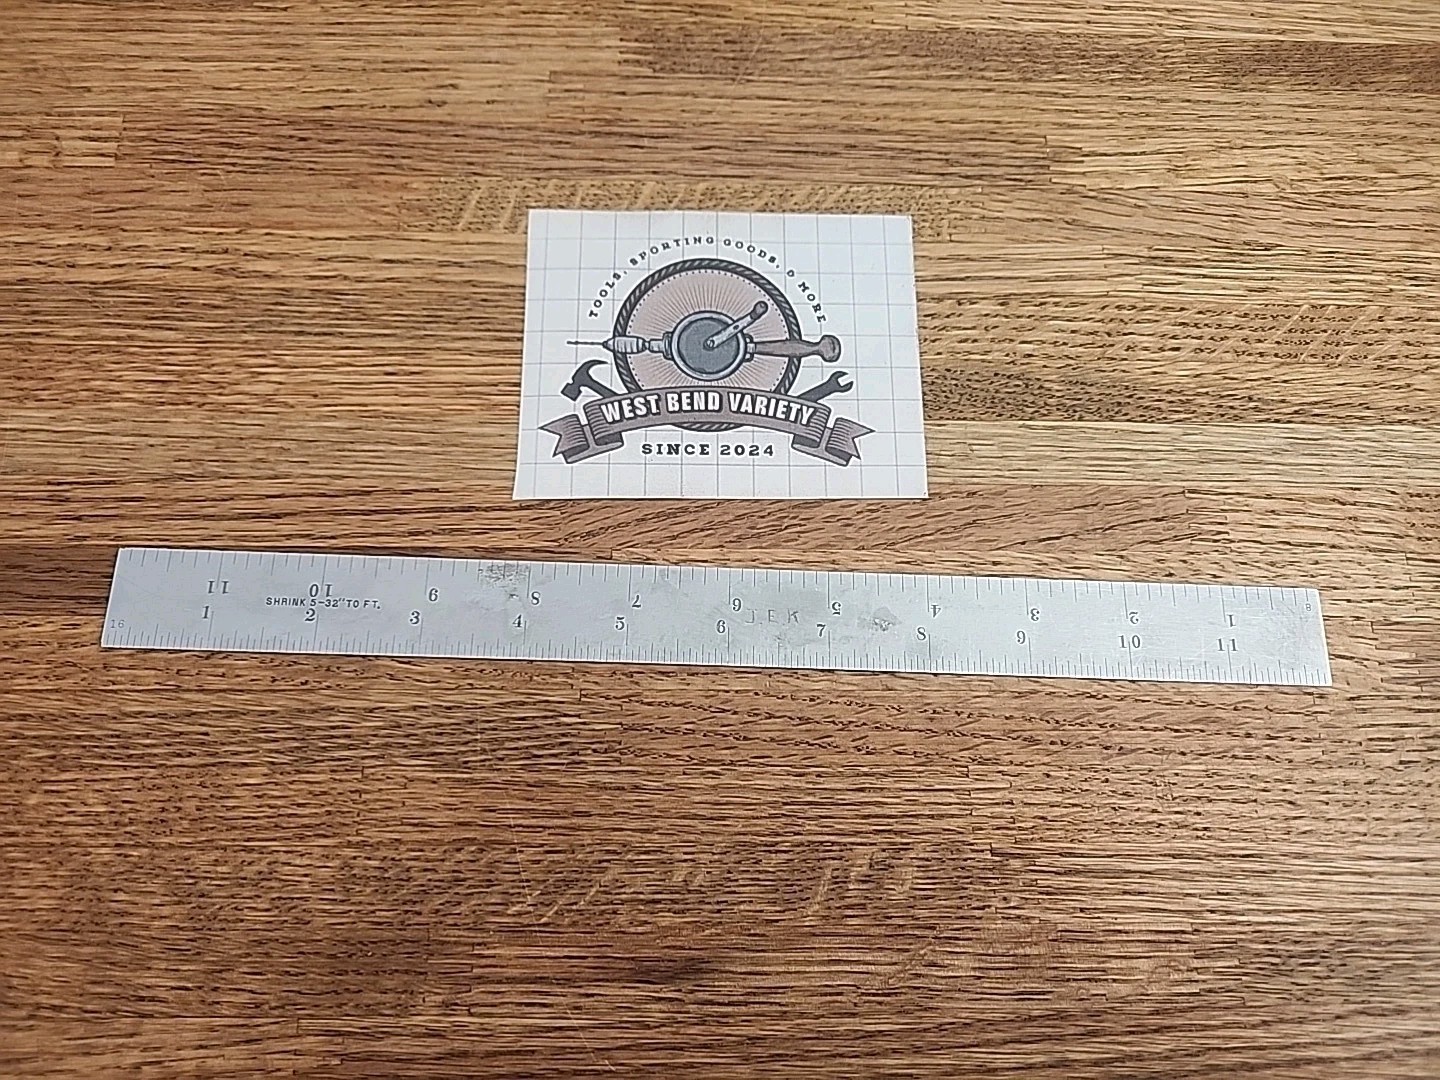 TOOLS, SPORTING GOODS, & MORE
WEST BEND VARIETY
SINCE 2024
11 10 9 8 7 6 5 4 3 2 1 8
SHRINK 5-32" TO FT.
J.E.K
16 1 2 3 4 5 6 7 8 9 10 11